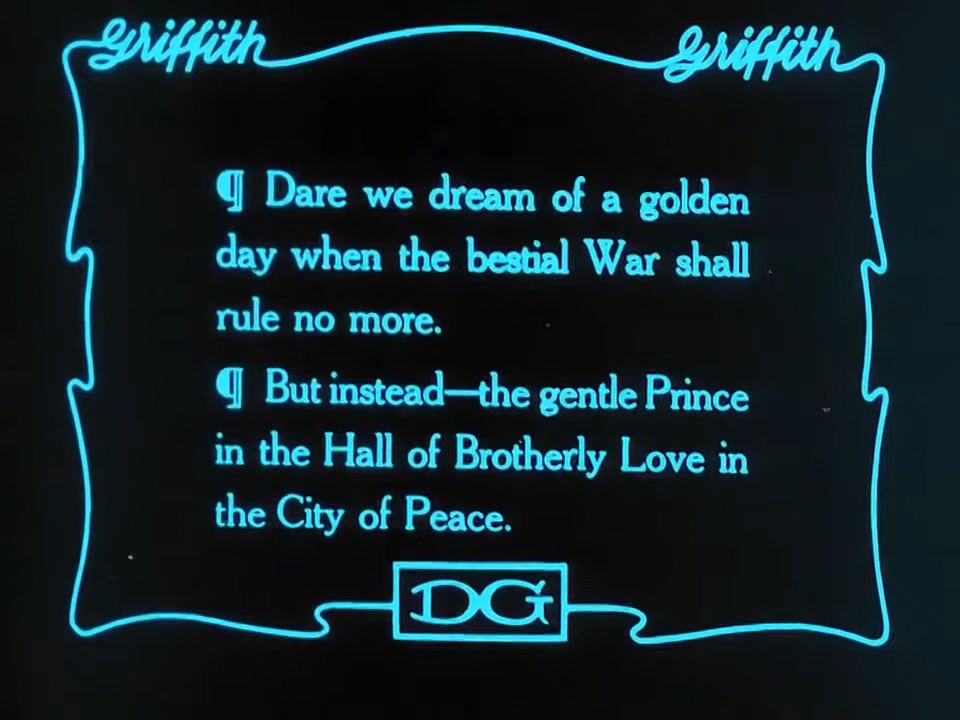 Griffith Griffith
¶ Dare we dream of a golden
day when the bestial War shall
rule no more.
¶ But instead—the gentle Prince
in the Hall of Brotherly Love in
the City of Peace.
DG